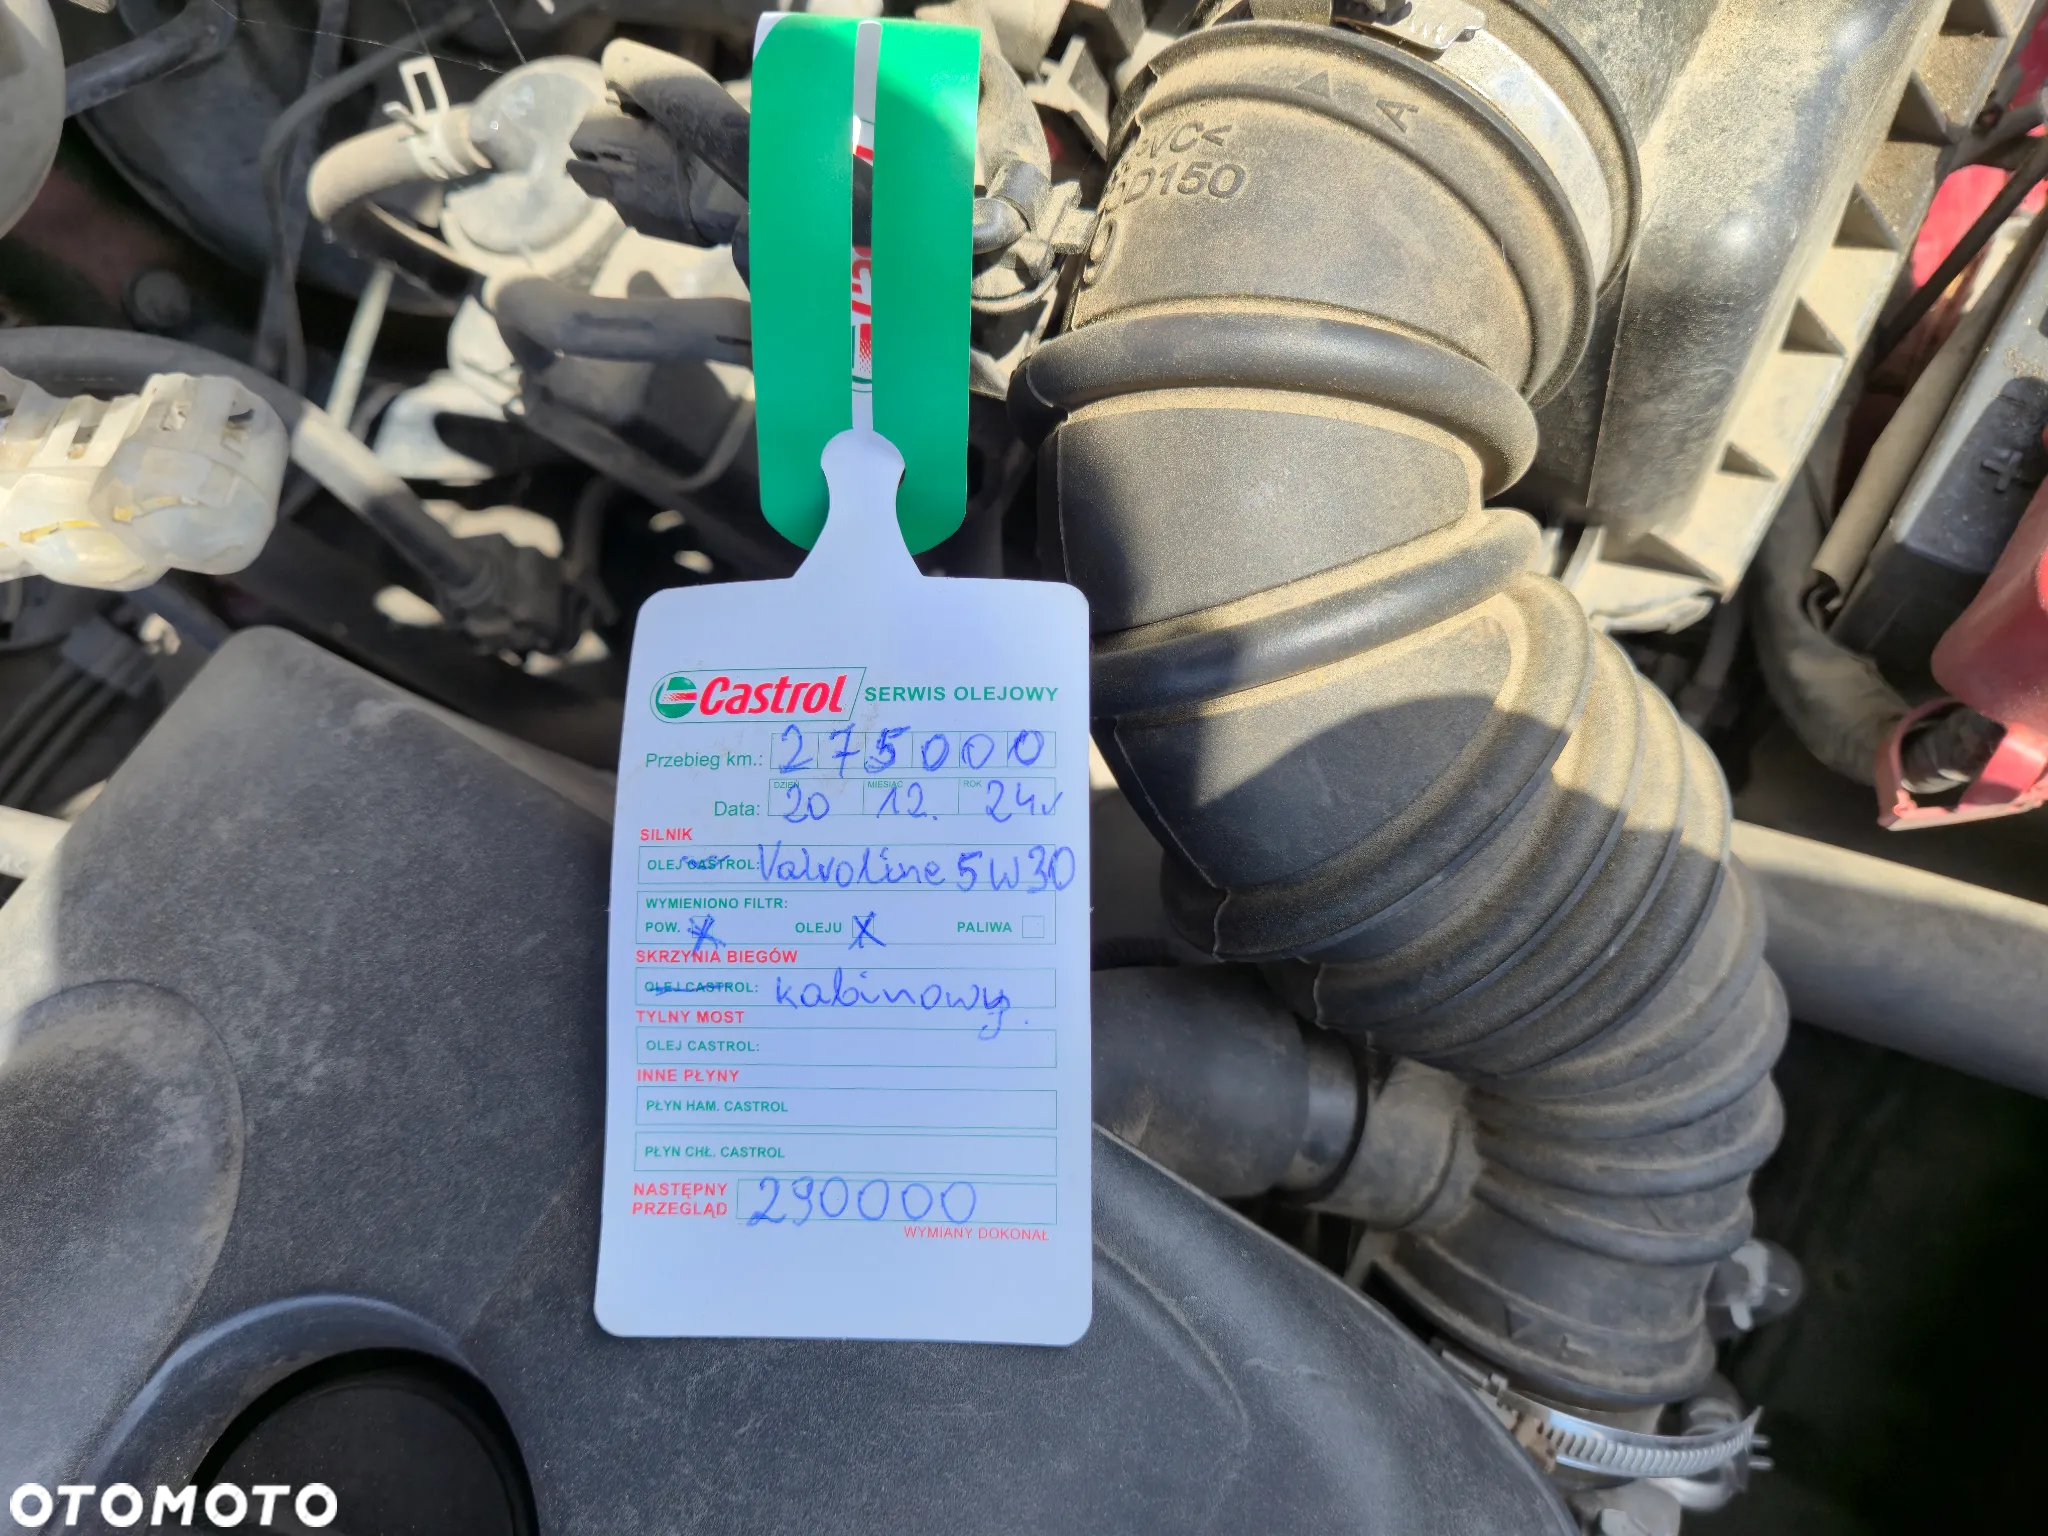 VC<
D150
A
+
Castrol SERWIS OLEJOWY
Przebieg km.: 275000
DZIEŃ MIESIĄC ROK
Data: 20 12. 24r
SILNIK
OLEJ CASTROL: Valvoline 5W30
WYMIENIONO FILTR:
POW. X OLEJU X PALIWA
SKRZYNIA BIEGÓW
OLEJ CASTROL: kabinowy.
TYLNY MOST
OLEJ CASTROL:
INNE PŁYNY
PŁYN HAM. CASTROL
PŁYN CHŁ. CASTROL
NASTĘPNY PRZEGLĄD 290000
WYMIANY DOKONAŁ
OTOMOTO